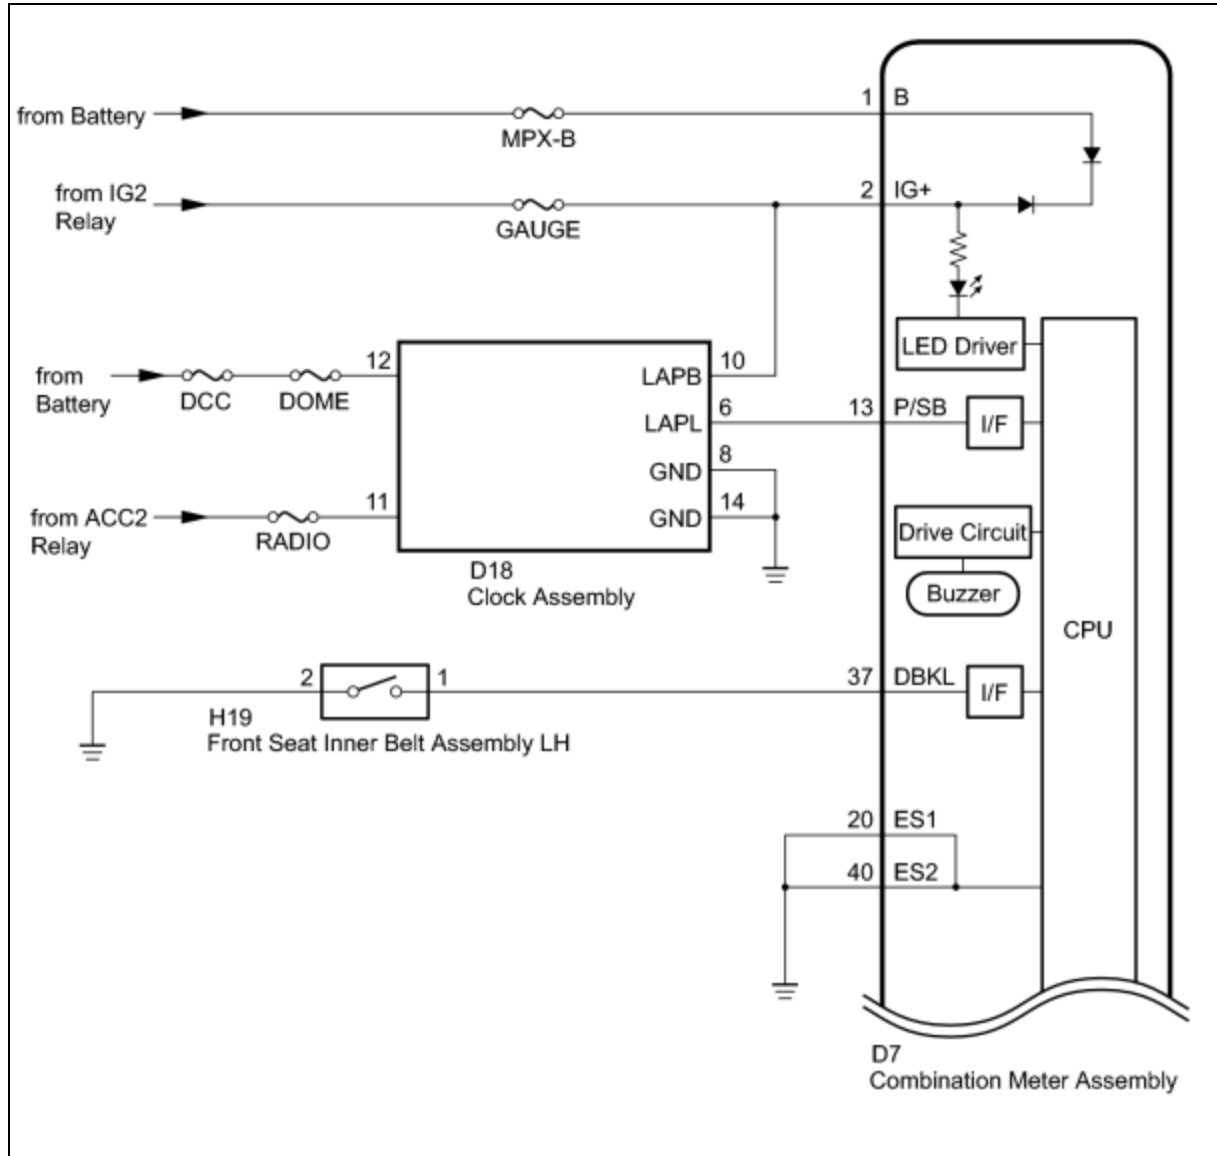 1 B
from Battery
MPX-B
from IG2
Relay
2 IG+
GAUGE
from
Battery
DCC
DOME
12
LAPB
10
LAPL
6
GND
8
GND
14
LED Driver
13 P/SB
I/F
from ACC2
Relay
RADIO
11
D18
Clock Assembly
Drive Circuit
Buzzer
CPU
2
1
H19
Front Seat Inner Belt Assembly LH
37 DBKL
I/F
20 ES1
40 ES2
D7
Combination Meter Assembly